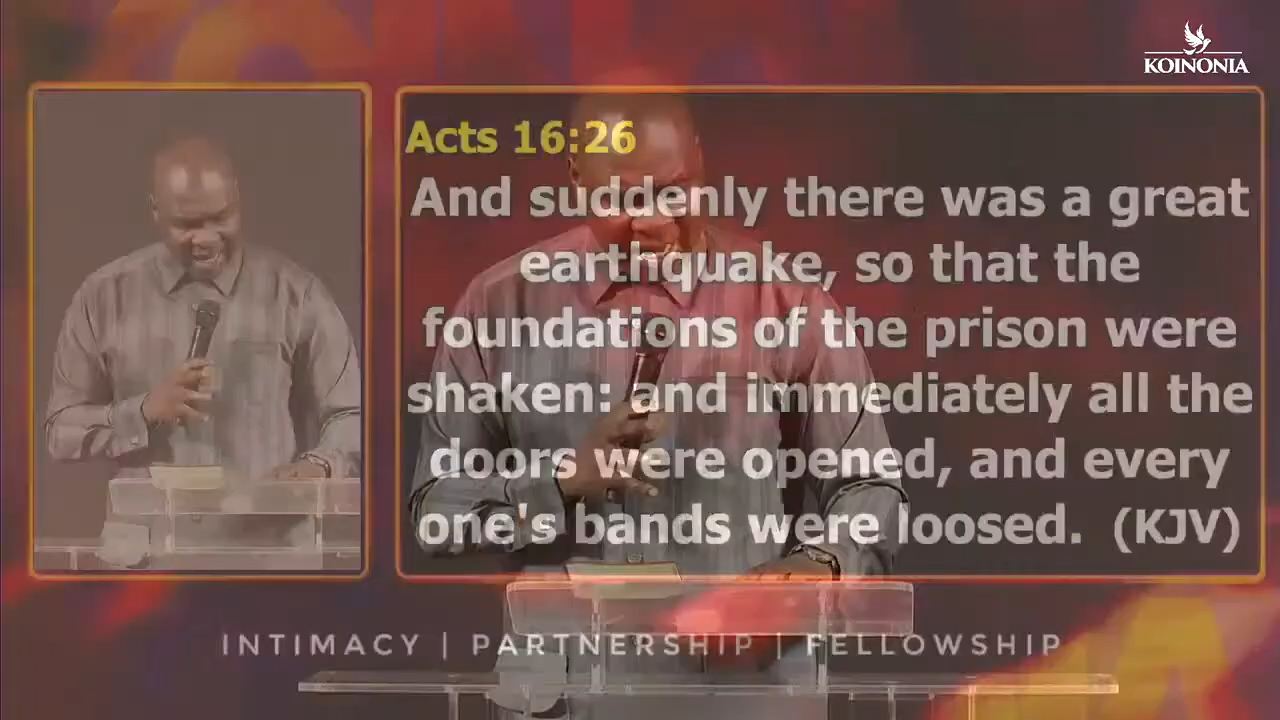 KOINONIA
Acts 16:26
And suddenly there was a great
earthquake, so that the
foundations of the prison were
shaken: and immediately all the
doors were opened, and every
one's bands were loosed. (KJV)
INTIMACY | PARTNERSHIP | FELLOWSHIP